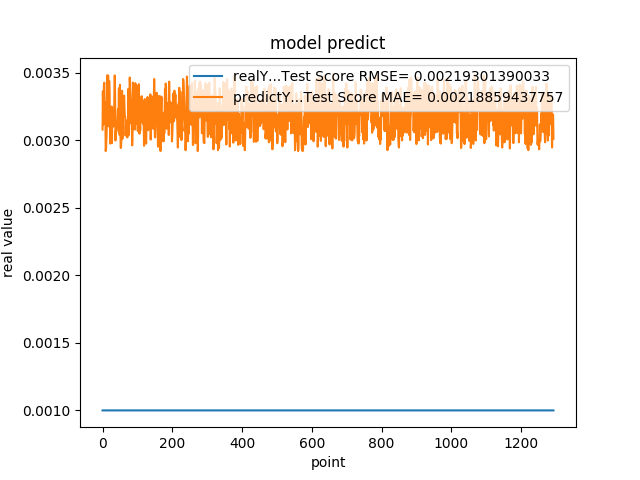 model predict
realY...Test Score RMSE= 0.00219301390033
predictY...Test Score MAE= 0.00218859437757
0.0035
0.0030
0.0025
0.0020
0.0015
0.0010
real value
0 200 400 600 800 1000 1200
point